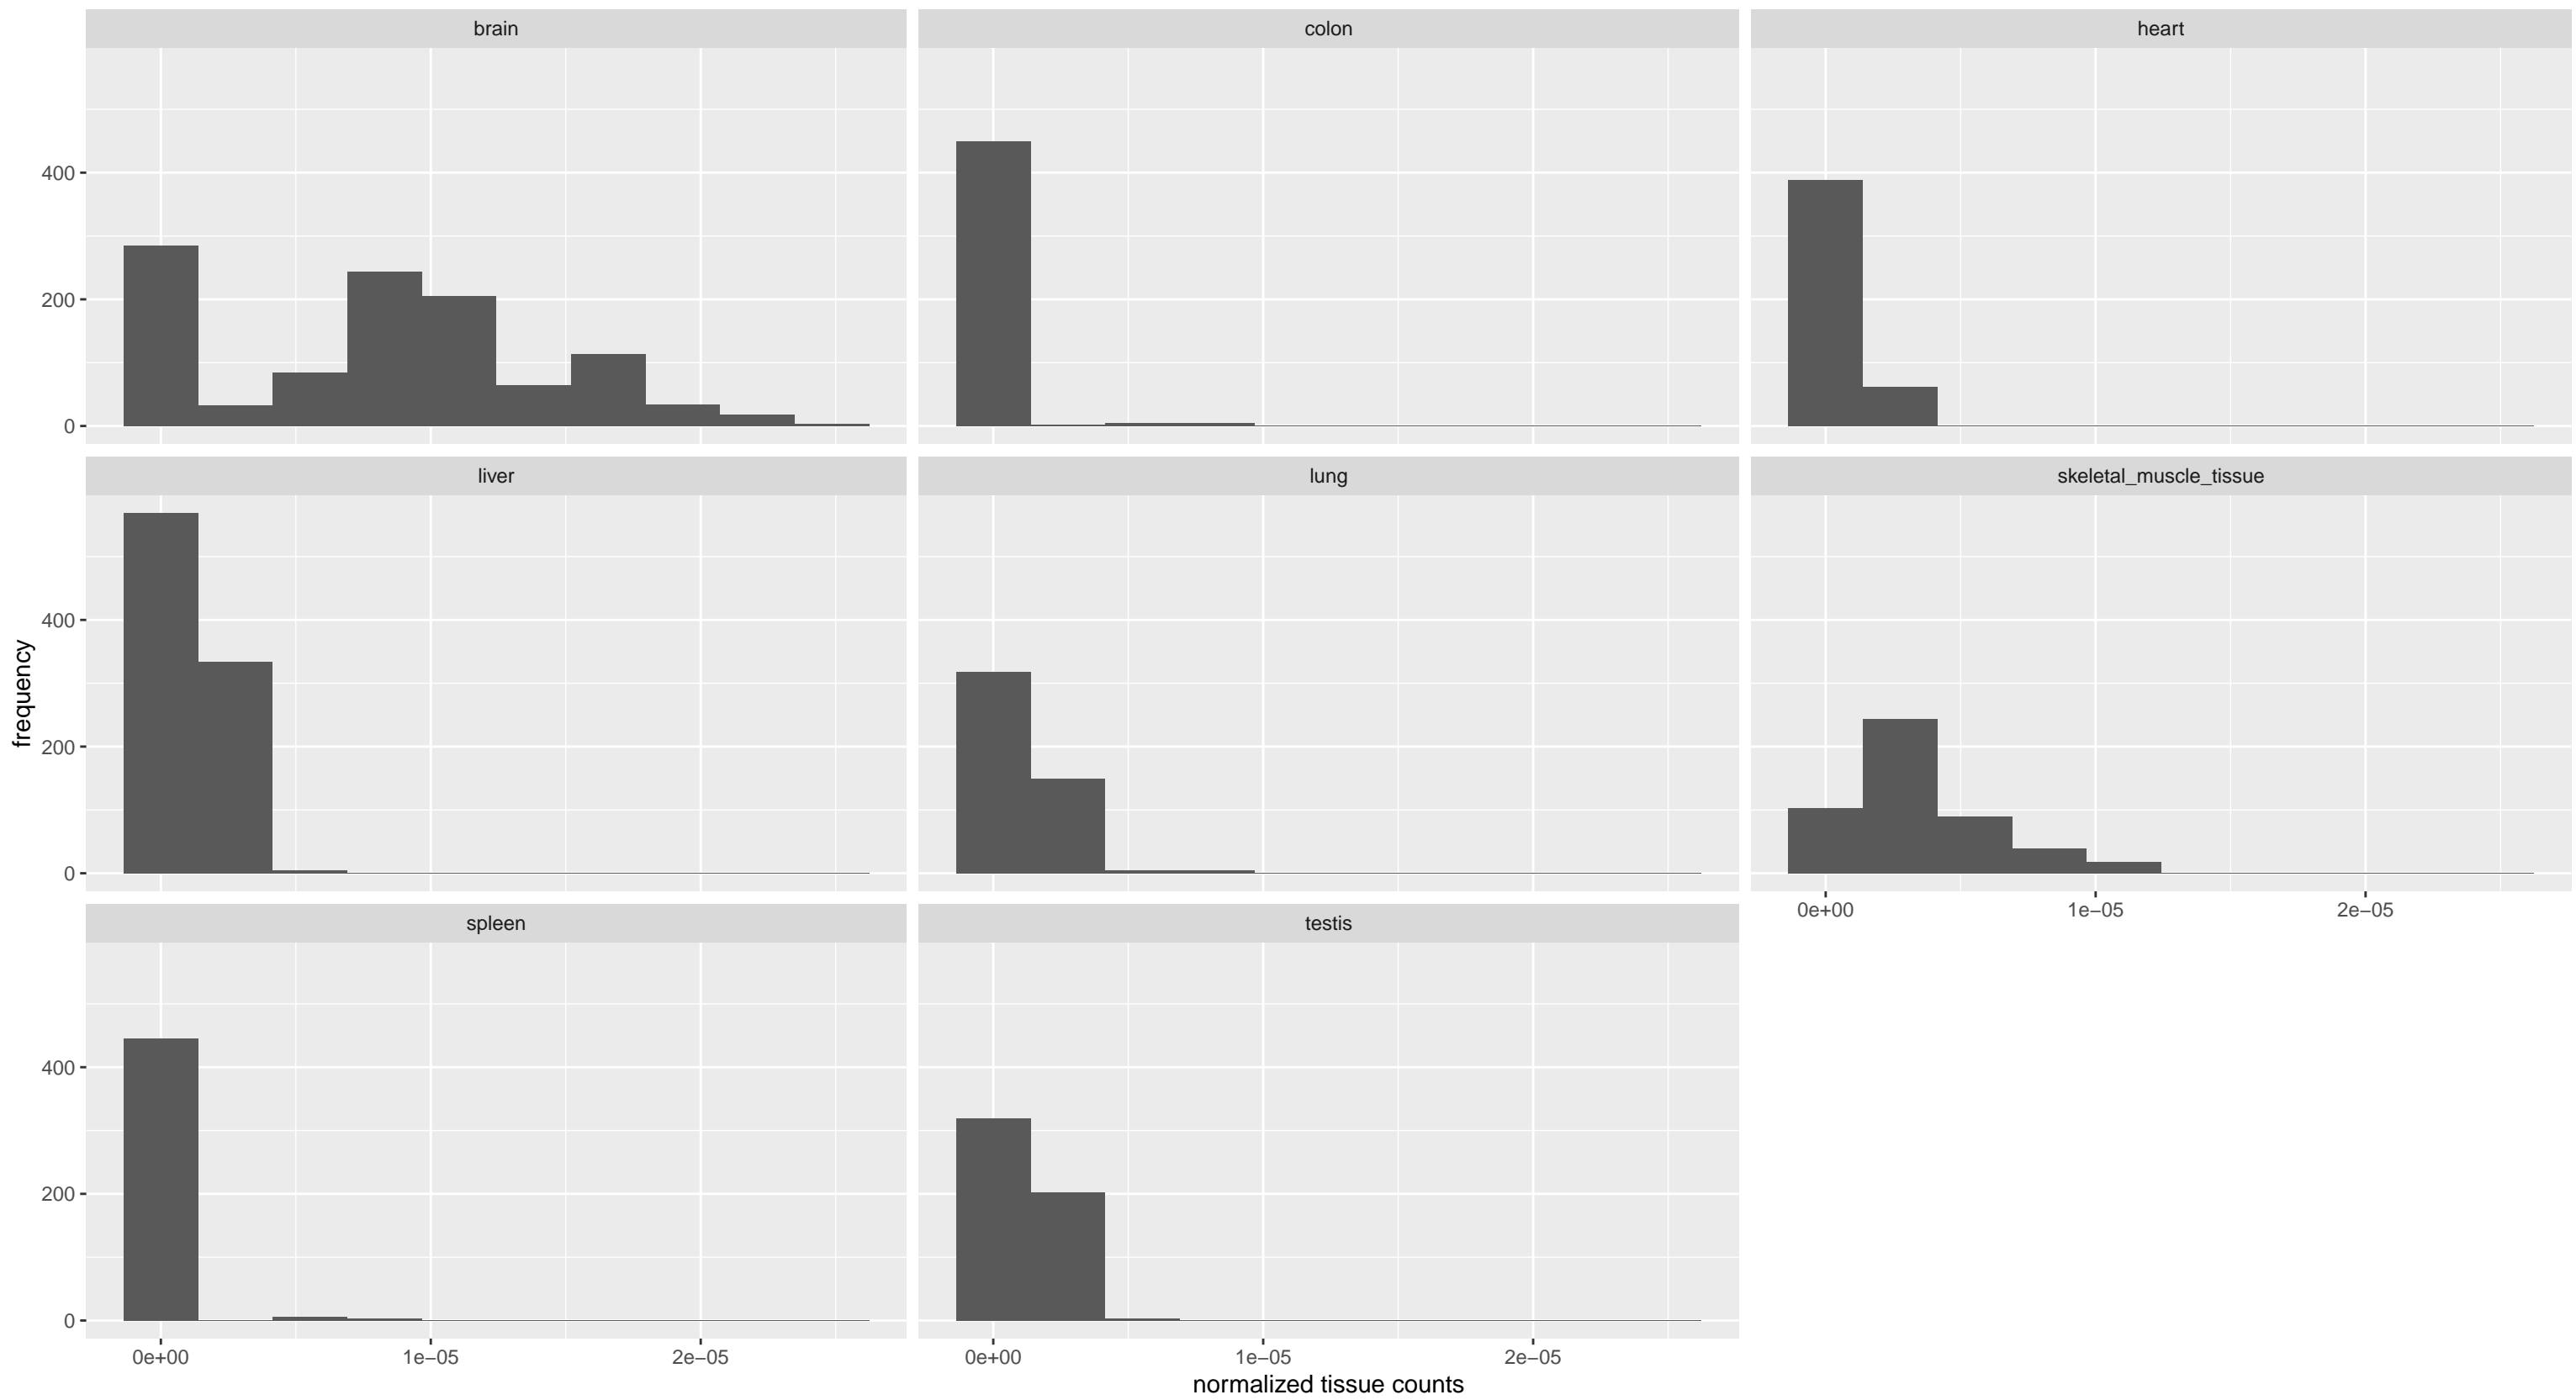 brain
colon
heart
400
200
0
liver
lung
skeletal_muscle_tissue
frequency
400
200
0
0e+00
1e−05
2e−05
spleen
testis
400
200
0
0e+00
1e−05
2e−05
0e+00
1e−05
2e−05
normalized tissue counts